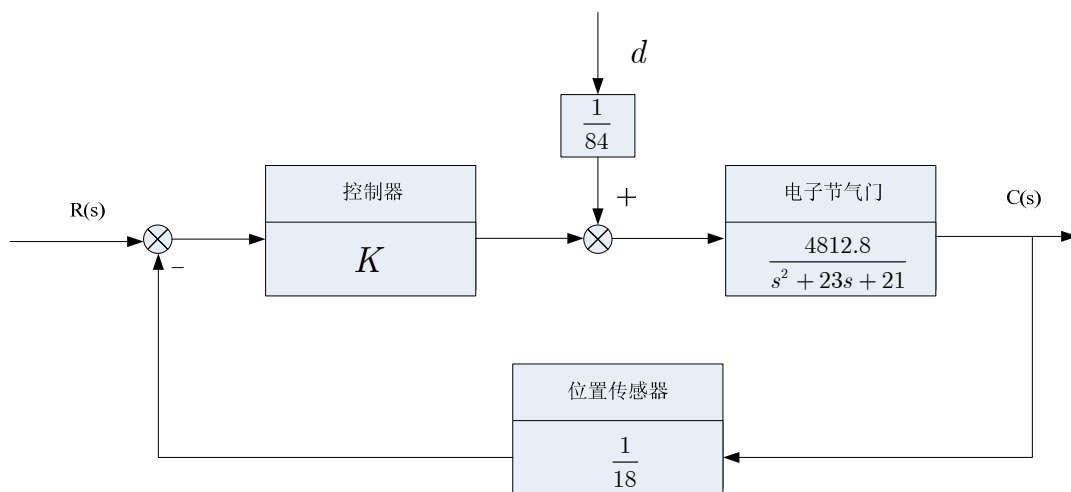 d
1/84
+
控制器
K
电子节气门
4812.8/(s² + 23s + 21)
R(s)
C(s)
−
位置传感器
1/18